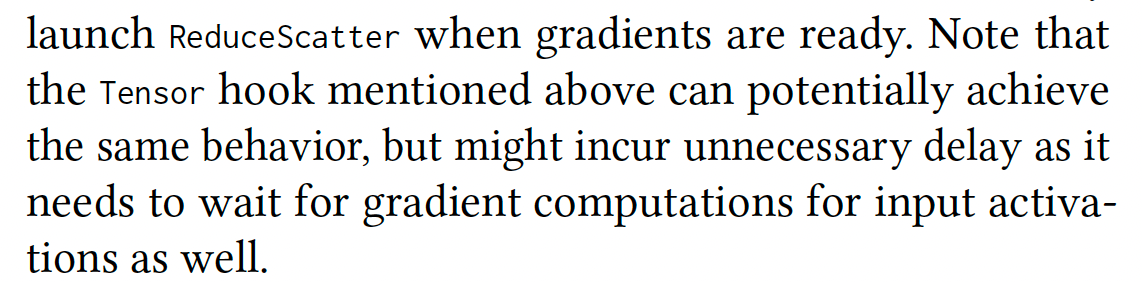 launch ReduceScatter when gradients are ready. Note that
the Tensor hook mentioned above can potentially achieve
the same behavior, but might incur unnecessary delay as it
needs to wait for gradient computations for input activa-
tions as well.